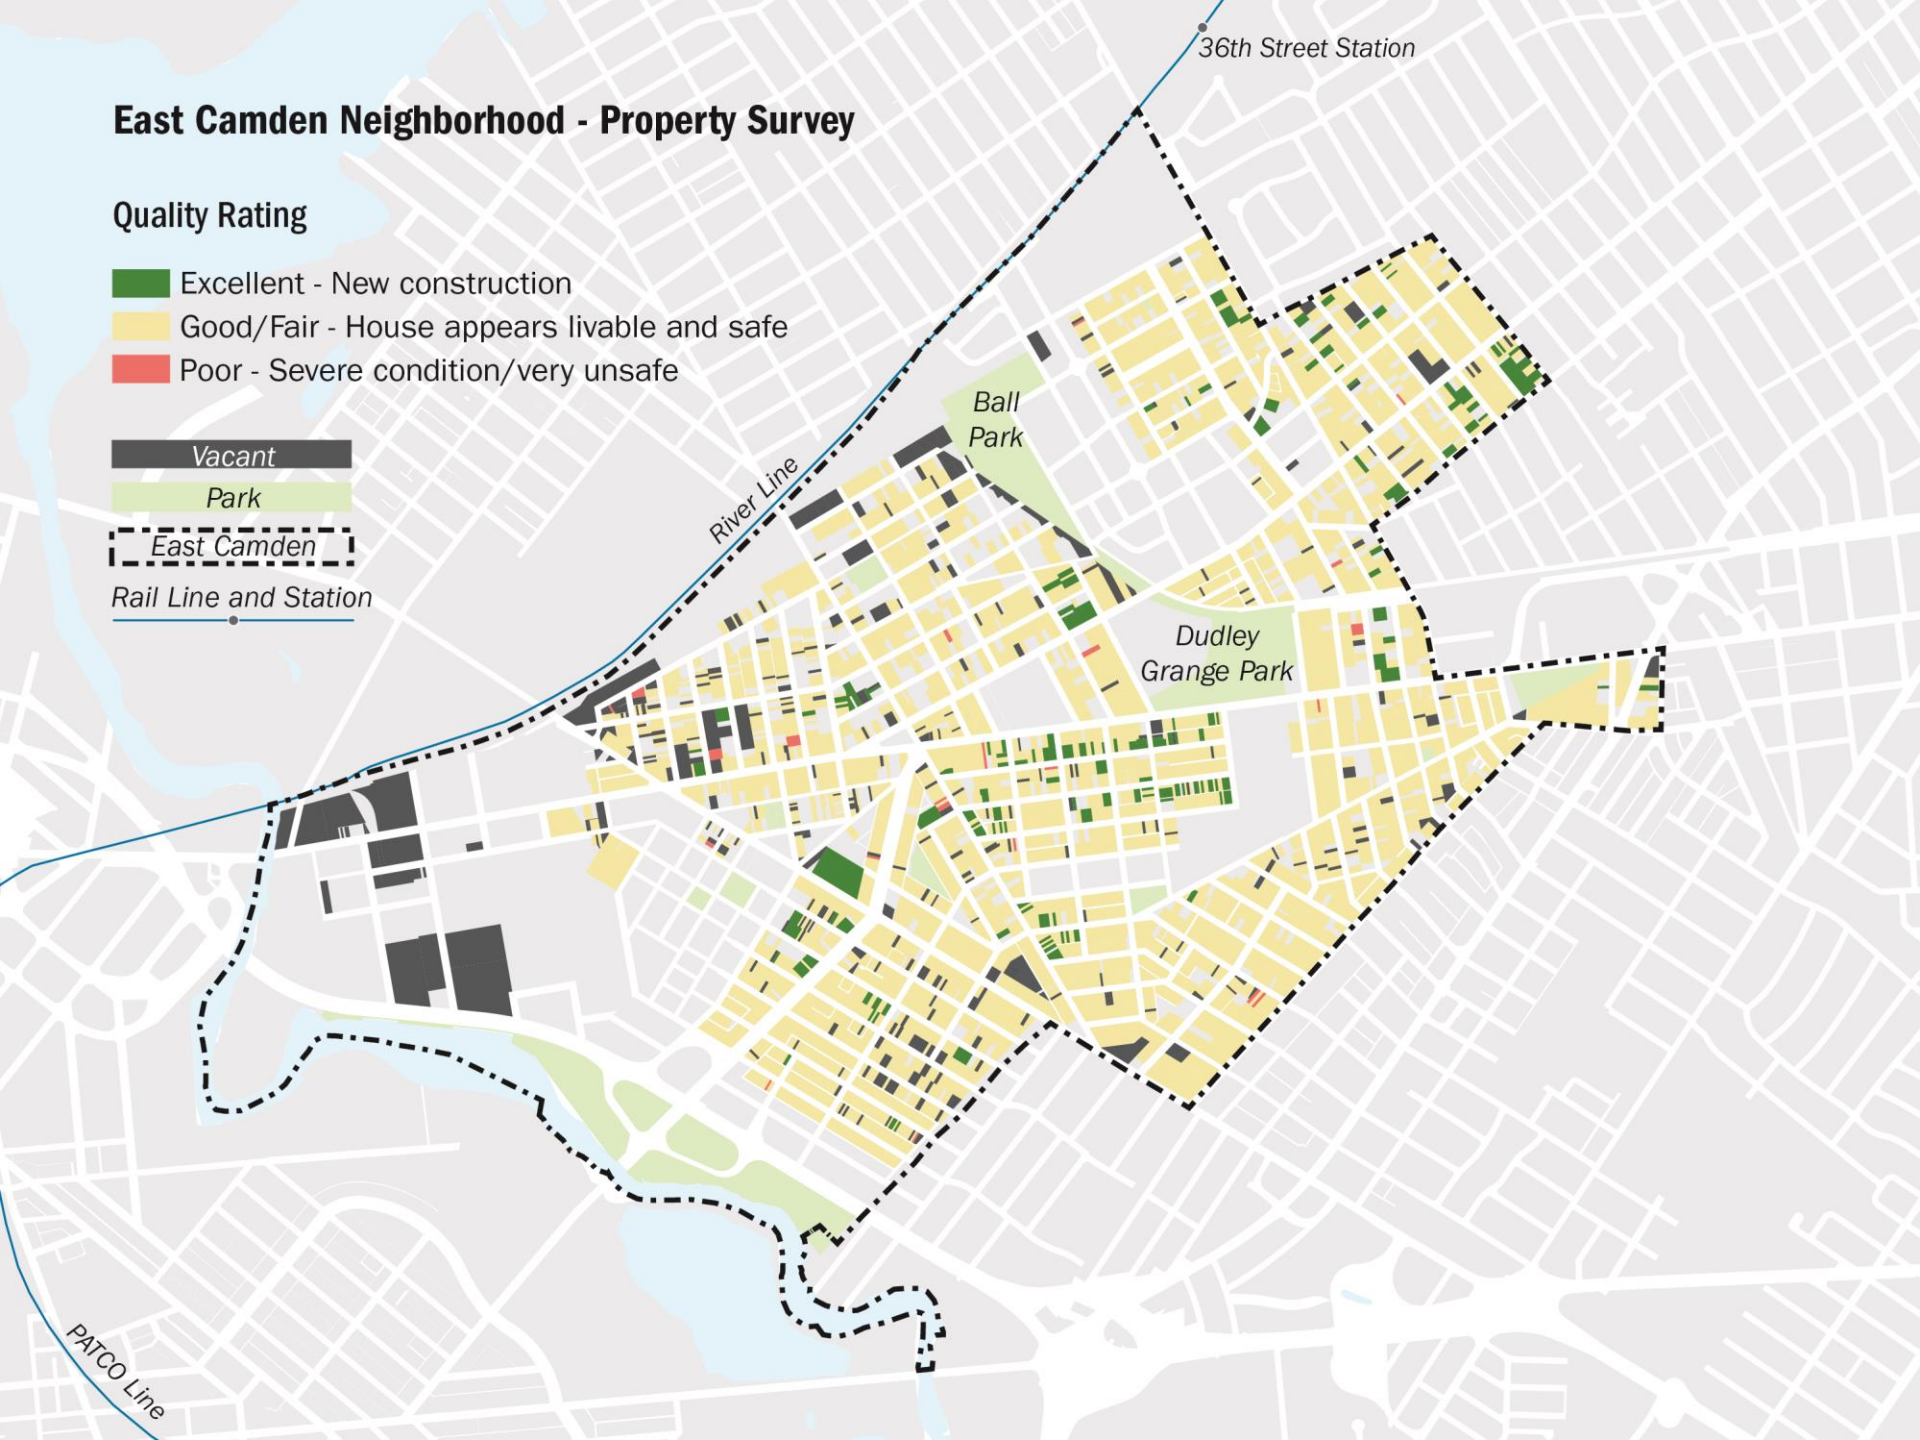 36th Street Station
East Camden Neighborhood - Property Survey
Quality Rating
Excellent - New construction
Good/Fair - House appears livable and safe
Poor - Severe condition/very unsafe
Ball
Park
Vacant
Park
East Camden
Rail Line and Station
River Line
Dudley
Grange Park
PATCO Line